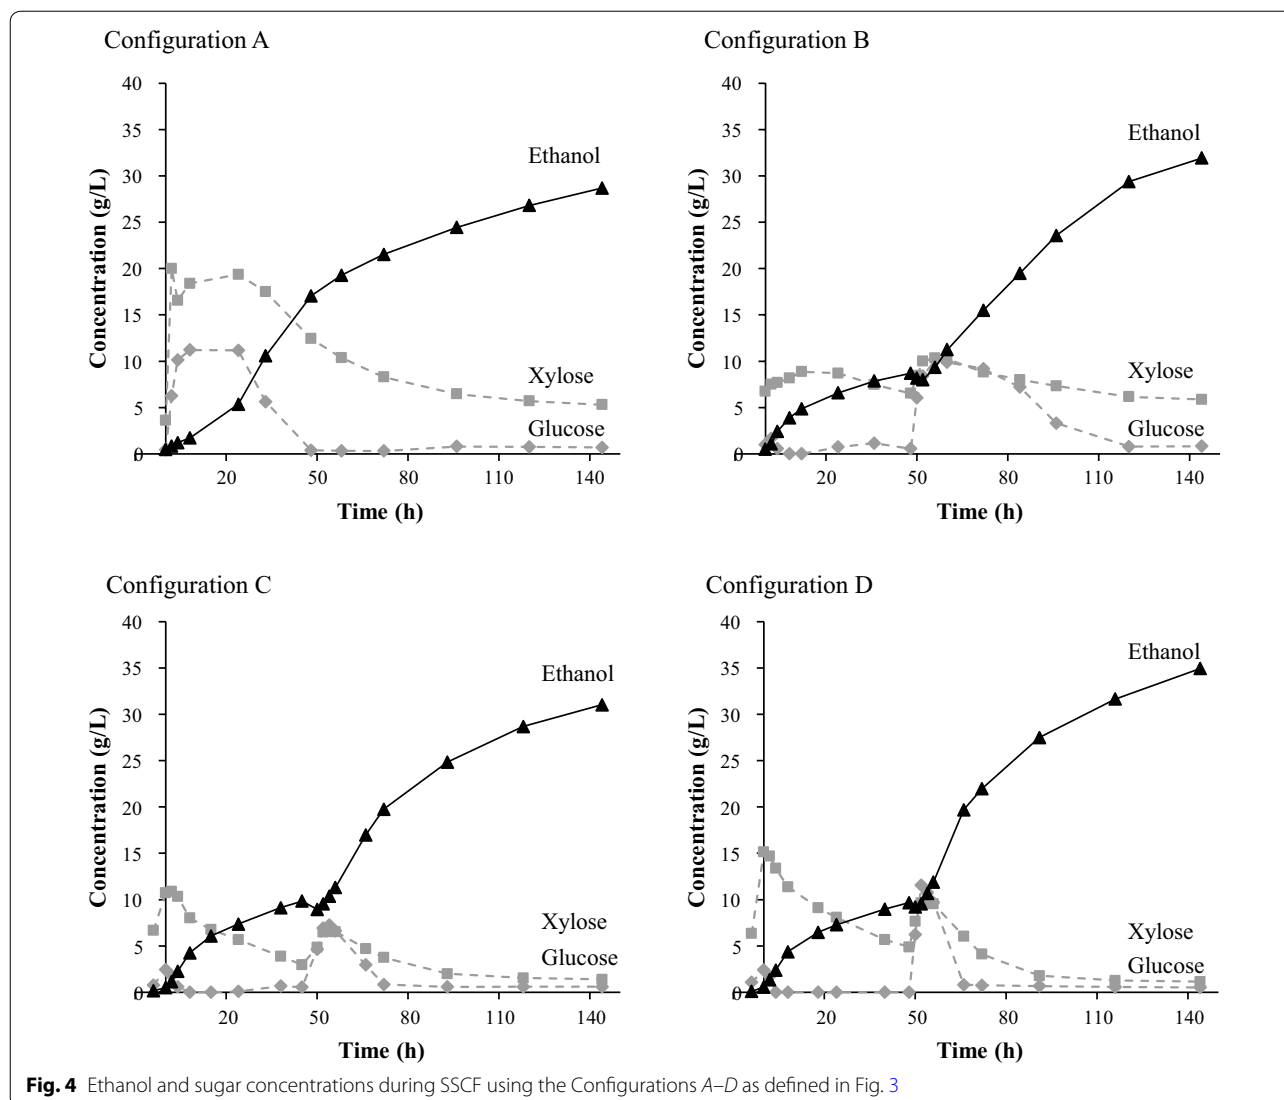 Configuration A
40
35
30
25
20
15
10
5
0
Concentration (g/L)
Ethanol
Xylose
Glucose
20 50 80 110 140
Time (h)
Configuration B
40
35
30
25
20
15
10
5
0
Concentration (g/L)
Ethanol
Xylose
Glucose
20 50 80 110 140
Time (h)
Configuration C
40
35
30
25
20
15
10
5
0
Concentration (g/L)
Ethanol
Xylose
Glucose
20 50 80 110 140
Time (h)
Configuration D
40
35
30
25
20
15
10
5
0
Concentration (g/L)
Ethanol
Xylose
Glucose
20 50 80 110 140
Time (h)
Fig. 4 Ethanol and sugar concentrations during SSCF using the Configurations A–D as defined in Fig. 3